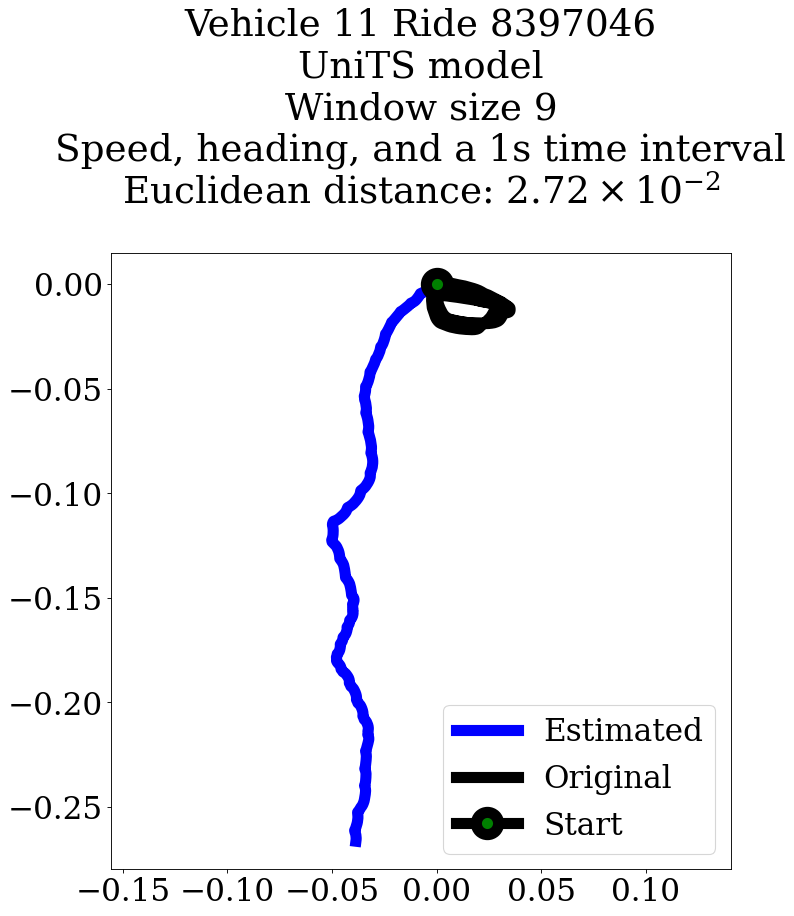 Vehicle 11 Ride 8397046
UniTS model
Window size 9
Speed, heading, and a 1s time interval
Euclidean distance: 2.72 × 10⁻²
0.00
−0.05
−0.10
−0.15
−0.20
−0.25
Estimated
Original
Start
−0.15 −0.10 −0.05 0.00 0.05 0.10